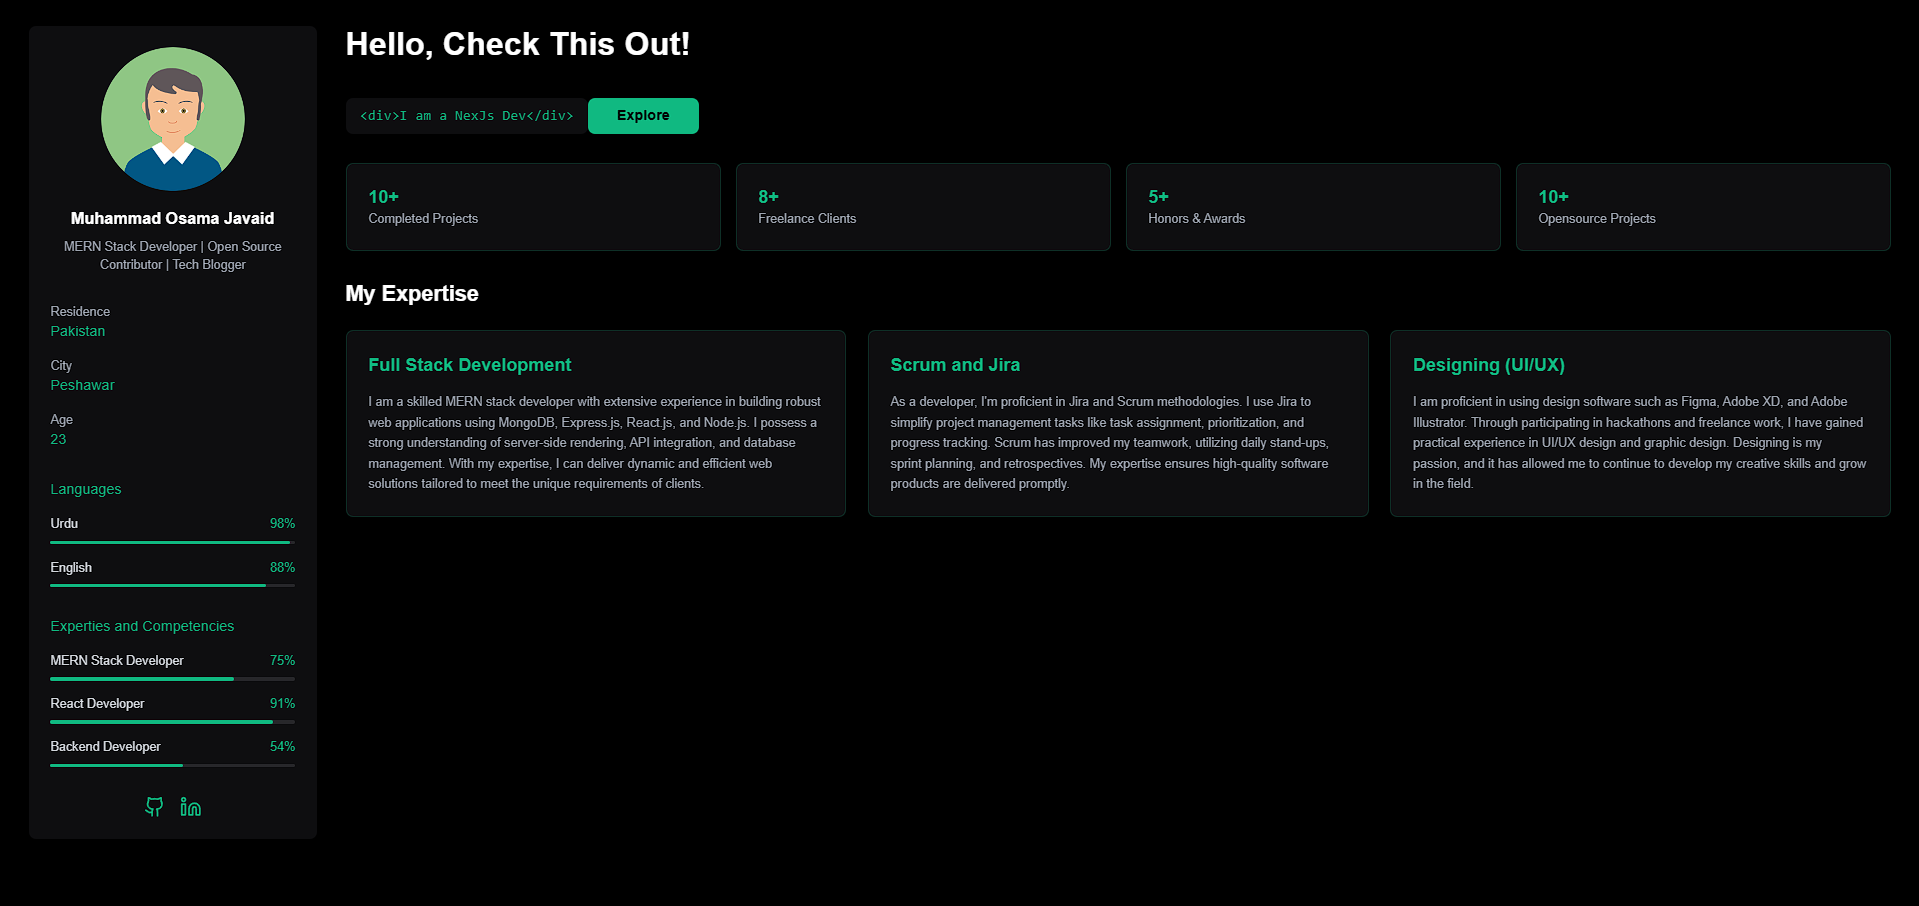 Muhammad Osama Javaid
MERN Stack Developer | Open Source
Contributor | Tech Blogger
Residence
Pakistan
City
Peshawar
Age
23
Languages
Urdu 98%
English 88%
Experties and Competencies
MERN Stack Developer 75%
React Developer 91%
Backend Developer 54%
Hello, Check This Out!
<div>I am a NexJs Dev</div> Explore
10+
Completed Projects
8+
Freelance Clients
5+
Honors & Awards
10+
Opensource Projects
My Expertise
Full Stack Development
I am a skilled MERN stack developer with extensive experience in building robust
web applications using MongoDB, Express.js, React.js, and Node.js. I possess a
strong understanding of server-side rendering, API integration, and database
management. With my expertise, I can deliver dynamic and efficient web
solutions tailored to meet the unique requirements of clients.
Scrum and Jira
As a developer, I'm proficient in Jira and Scrum methodologies. I use Jira to
simplify project management tasks like task assignment, prioritization, and
progress tracking. Scrum has improved my teamwork, utilizing daily stand-ups,
sprint planning, and retrospectives. My expertise ensures high-quality software
products are delivered promptly.
Designing (UI/UX)
I am proficient in using design software such as Figma, Adobe XD, and Adobe
Illustrator. Through participating in hackathons and freelance work, I have gained
practical experience in UI/UX design and graphic design. Designing is my
passion, and it has allowed me to continue to develop my creative skills and grow
in the field.